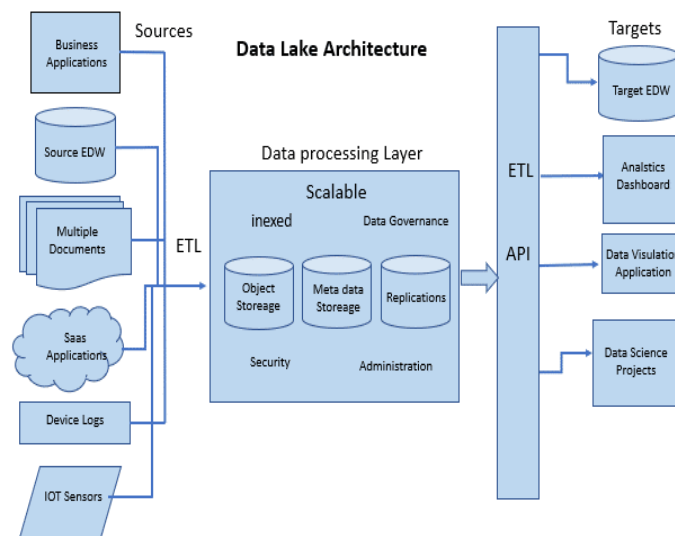 Sources
Data Lake Architecture
Targets
Business
Applications
Source EDW
Multiple
Documents
Saas
Applications
Device Logs
IOT Sensors
ETL
Data processing Layer
Scalable
inexed
Data Governance
Object
Storeage
Meta data
Storeage
Replications
Security
Administration
ETL
API
Target EDW
Analstics
Dashboard
Data Visulation
Application
Data Science
Projects